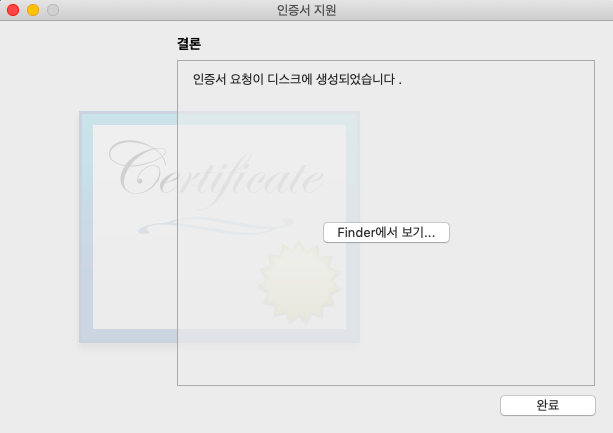 인증서 지원
결론
인증서 요청이 디스크에 생성되었습니다 .
Certificate
Finder에서 보기...
완료